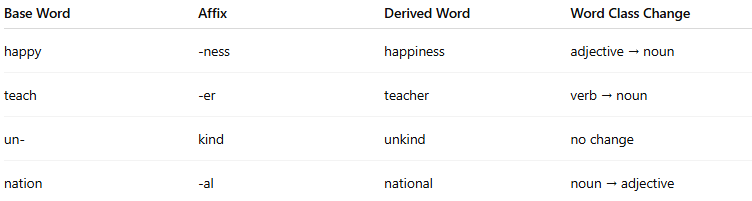 Base Word Affix Derived Word Word Class Change
happy -ness happiness adjective → noun
teach -er teacher verb → noun
un- kind unkind no change
nation -al national noun → adjective